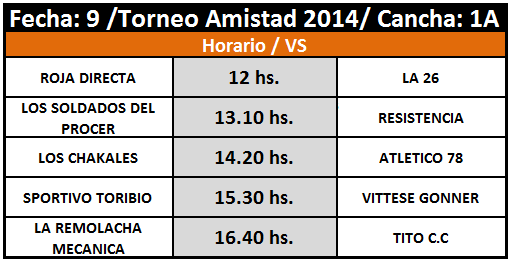 Fecha: 9 /Torneo Amistad 2014/ Cancha: 1A
Horario / VS
ROJA DIRECTA 12 hs. LA 26
LOS SOLDADOS DEL PROCER 13.10 hs. RESISTENCIA
LOS CHAKALES 14.20 hs. ATLETICO 78
SPORTIVO TORIBIO 15.30 hs. VITTESE GONNER
LA REMOLACHA MECANICA 16.40 hs. TITO C.C